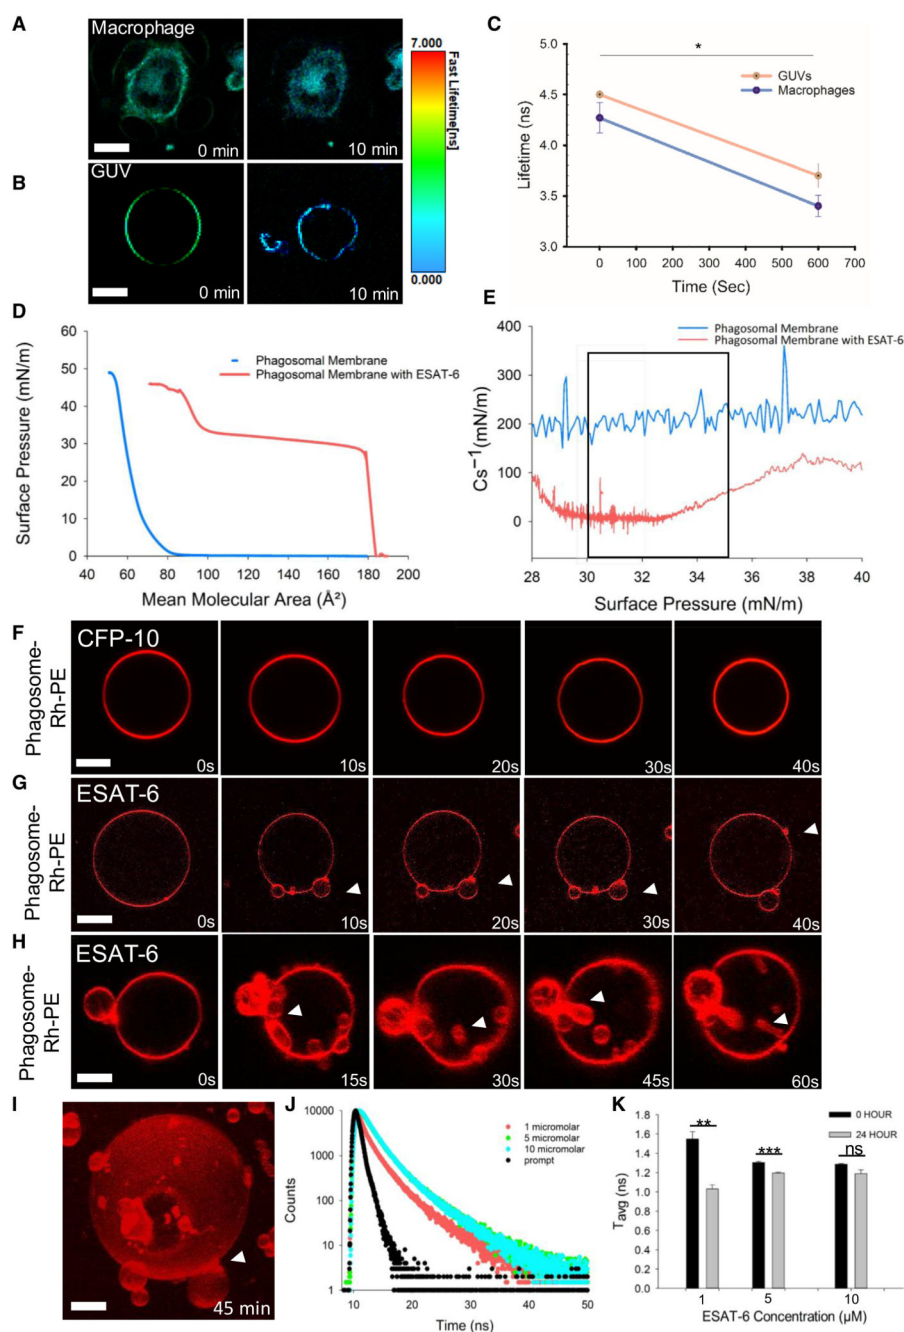 A
Macrophage
0 min
10 min
7.000
Fast Lifetime[ns]
0.000
B
GUV
0 min
10 min
C
5.0
4.5
4.0
3.5
3.0
Lifetime (ns)
*
GUVs
Macrophages
0 100 200 300 400 500 600 700
Time (Sec)
D
60
50
40
30
20
10
0
Surface Pressure (mN/m)
Phagosomal Membrane
Phagosomal Membrane with ESAT-6
40 60 80 100 120 140 160 180 200
Mean Molecular Area (Å²)
E
400
300
200
100
0
Cs⁻¹(mN/m)
Phagosomal Membrane
Phagosomal Membrane with ESAT-6
28 30 32 34 36 38 40
Surface Pressure (mN/m)
F
Phagosome-
Rh-PE
CFP-10
0s
10s
20s
30s
40s
G
Phagosome-
Rh-PE
ESAT-6
0s
10s
20s
30s
40s
H
Phagosome-
Rh-PE
ESAT-6
0s
15s
30s
45s
60s
I
45 min
J
10000
1000
100
10
1
Counts
1 micromolar
5 micromolar
10 micromolar
prompt
10 20 30 40 50
Time (ns)
K
1.8
1.6
1.4
1.2
1.0
0.8
0.6
0.4
0.2
0.0
Tavg (ns)
0 HOUR
24 HOUR
**
***
ns
1 5 10
ESAT-6 Concentration (µM)